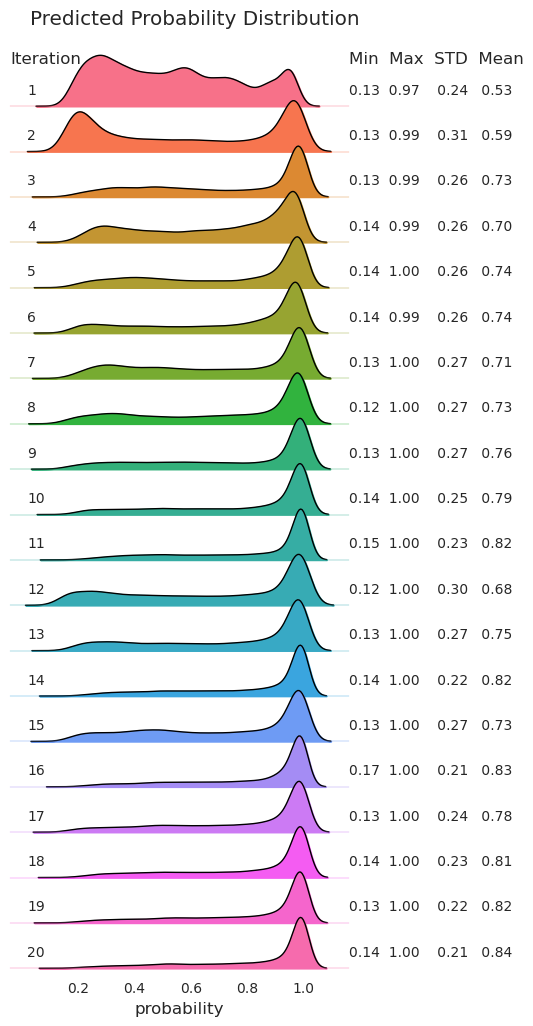 Predicted Probability Distribution
Iteration Min Max STD Mean
1 0.13 0.97 0.24 0.53
2 0.13 0.99 0.31 0.59
3 0.13 0.99 0.26 0.73
4 0.14 0.99 0.26 0.70
5 0.14 1.00 0.26 0.74
6 0.14 0.99 0.26 0.74
7 0.13 1.00 0.27 0.71
8 0.12 1.00 0.27 0.73
9 0.13 1.00 0.27 0.76
10 0.14 1.00 0.25 0.79
11 0.15 1.00 0.23 0.82
12 0.12 1.00 0.30 0.68
13 0.13 1.00 0.27 0.75
14 0.14 1.00 0.22 0.82
15 0.13 1.00 0.27 0.73
16 0.17 1.00 0.21 0.83
17 0.13 1.00 0.24 0.78
18 0.14 1.00 0.23 0.81
19 0.13 1.00 0.22 0.82
20 0.14 1.00 0.21 0.84
0.2 0.4 0.6 0.8 1.0
probability